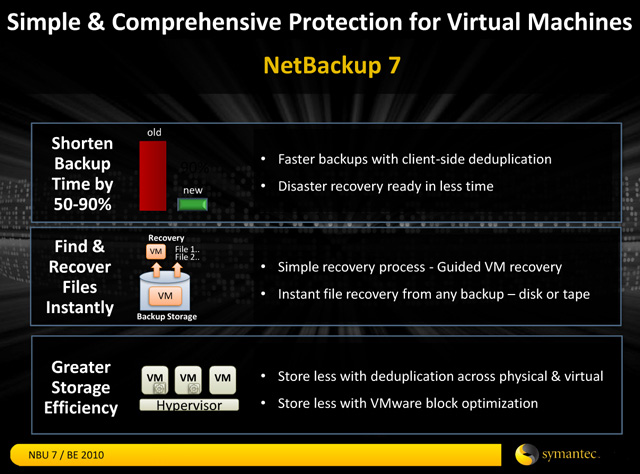 Simple & Comprehensive Protection for Virtual Machines
NetBackup 7
Shorten
Backup
Time by
50-90%
old
new
• Faster backups with client-side deduplication
• Disaster recovery ready in less time
Find &
Recover
Files
Instantly
Recovery
VM
File 1..
File 2..
VM
Backup Storage
• Simple recovery process - Guided VM recovery
• Instant file recovery from any backup – disk or tape
Greater
Storage
Efficiency
VM VM VM
Hypervisor
• Store less with deduplication across physical & virtual
• Store less with VMware block optimization
NBU 7 / BE 2010
symantec.